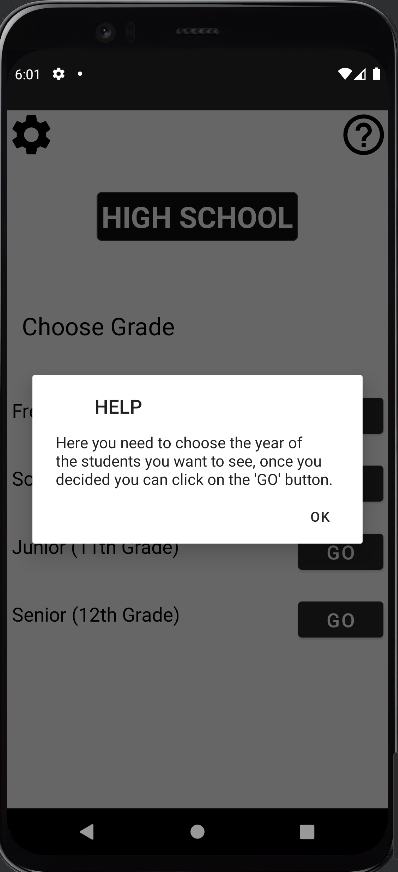 6:01
HIGH SCHOOL
Choose Grade
Fre
HELP
Here you need to choose the year of
the students you want to see, once you
decided you can click on the 'GO' button.
So
OK
Junior (11th Grade)
GO
Senior (12th Grade)
GO